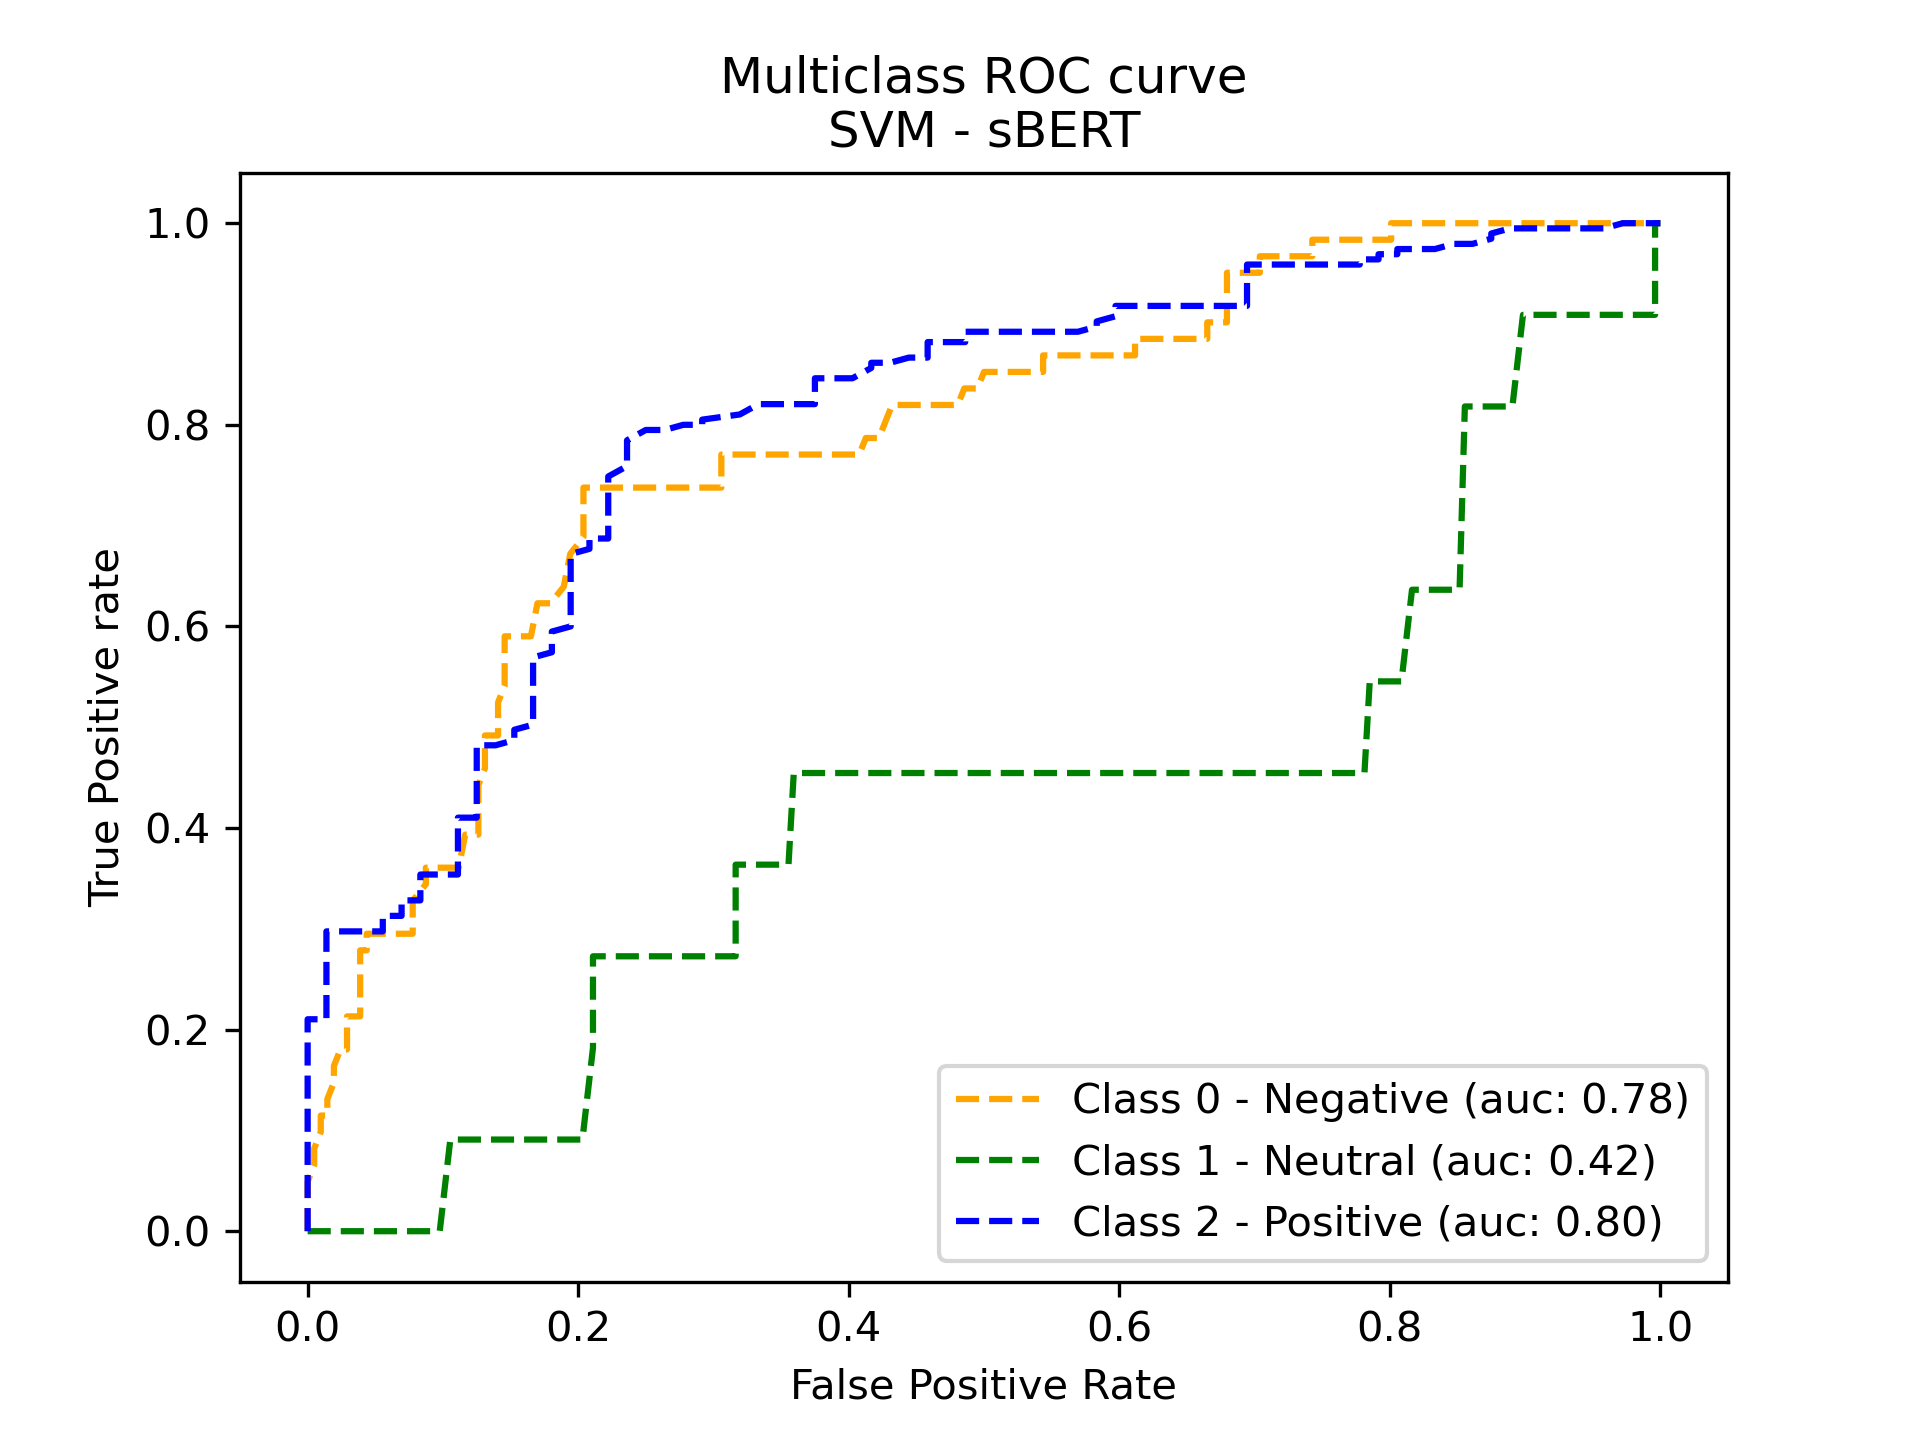 Multiclass ROC curve
SVM - sBERT
True Positive rate
1.0
0.8
0.6
0.4
0.2
0.0
Class 0 - Negative (auc: 0.78)
Class 1 - Neutral (auc: 0.42)
Class 2 - Positive (auc: 0.80)
0.0 0.2 0.4 0.6 0.8 1.0
False Positive Rate